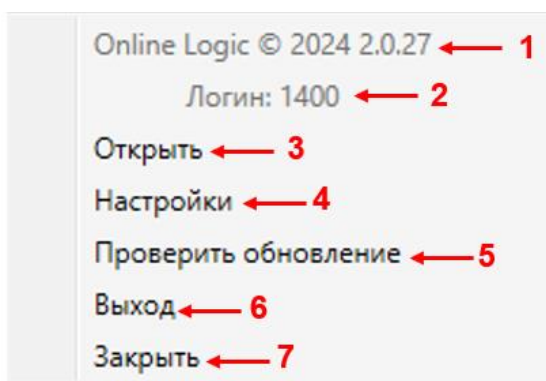 Online Logic © 2024 2.0.27 1
Логин: 1400 2
Открыть 3
Настройки 4
Проверить обновление 5
Выход 6
Закрыть 7